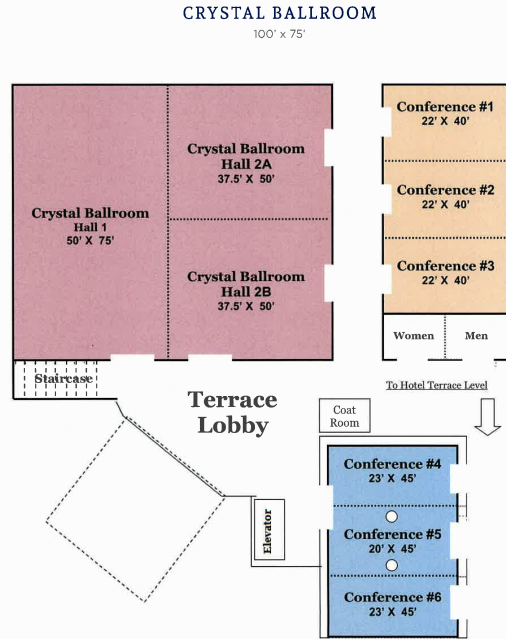 CRYSTAL BALLROOM
100' x 75'
Crystal Ballroom
Hall 1
50' X 75'
Crystal Ballroom
Hall 2A
37.5' X 50'
Crystal Ballroom
Hall 2B
37.5' X 50'
Conference #1
22' X 40'
Conference #2
22' X 40'
Conference #3
22' X 40'
Women
Men
Staircase
To Hotel Terrace Level
Terrace
Lobby
Coat
Room
Elevator
Conference #4
23' X 45'
Conference #5
20' X 45'
Conference #6
23' X 45'